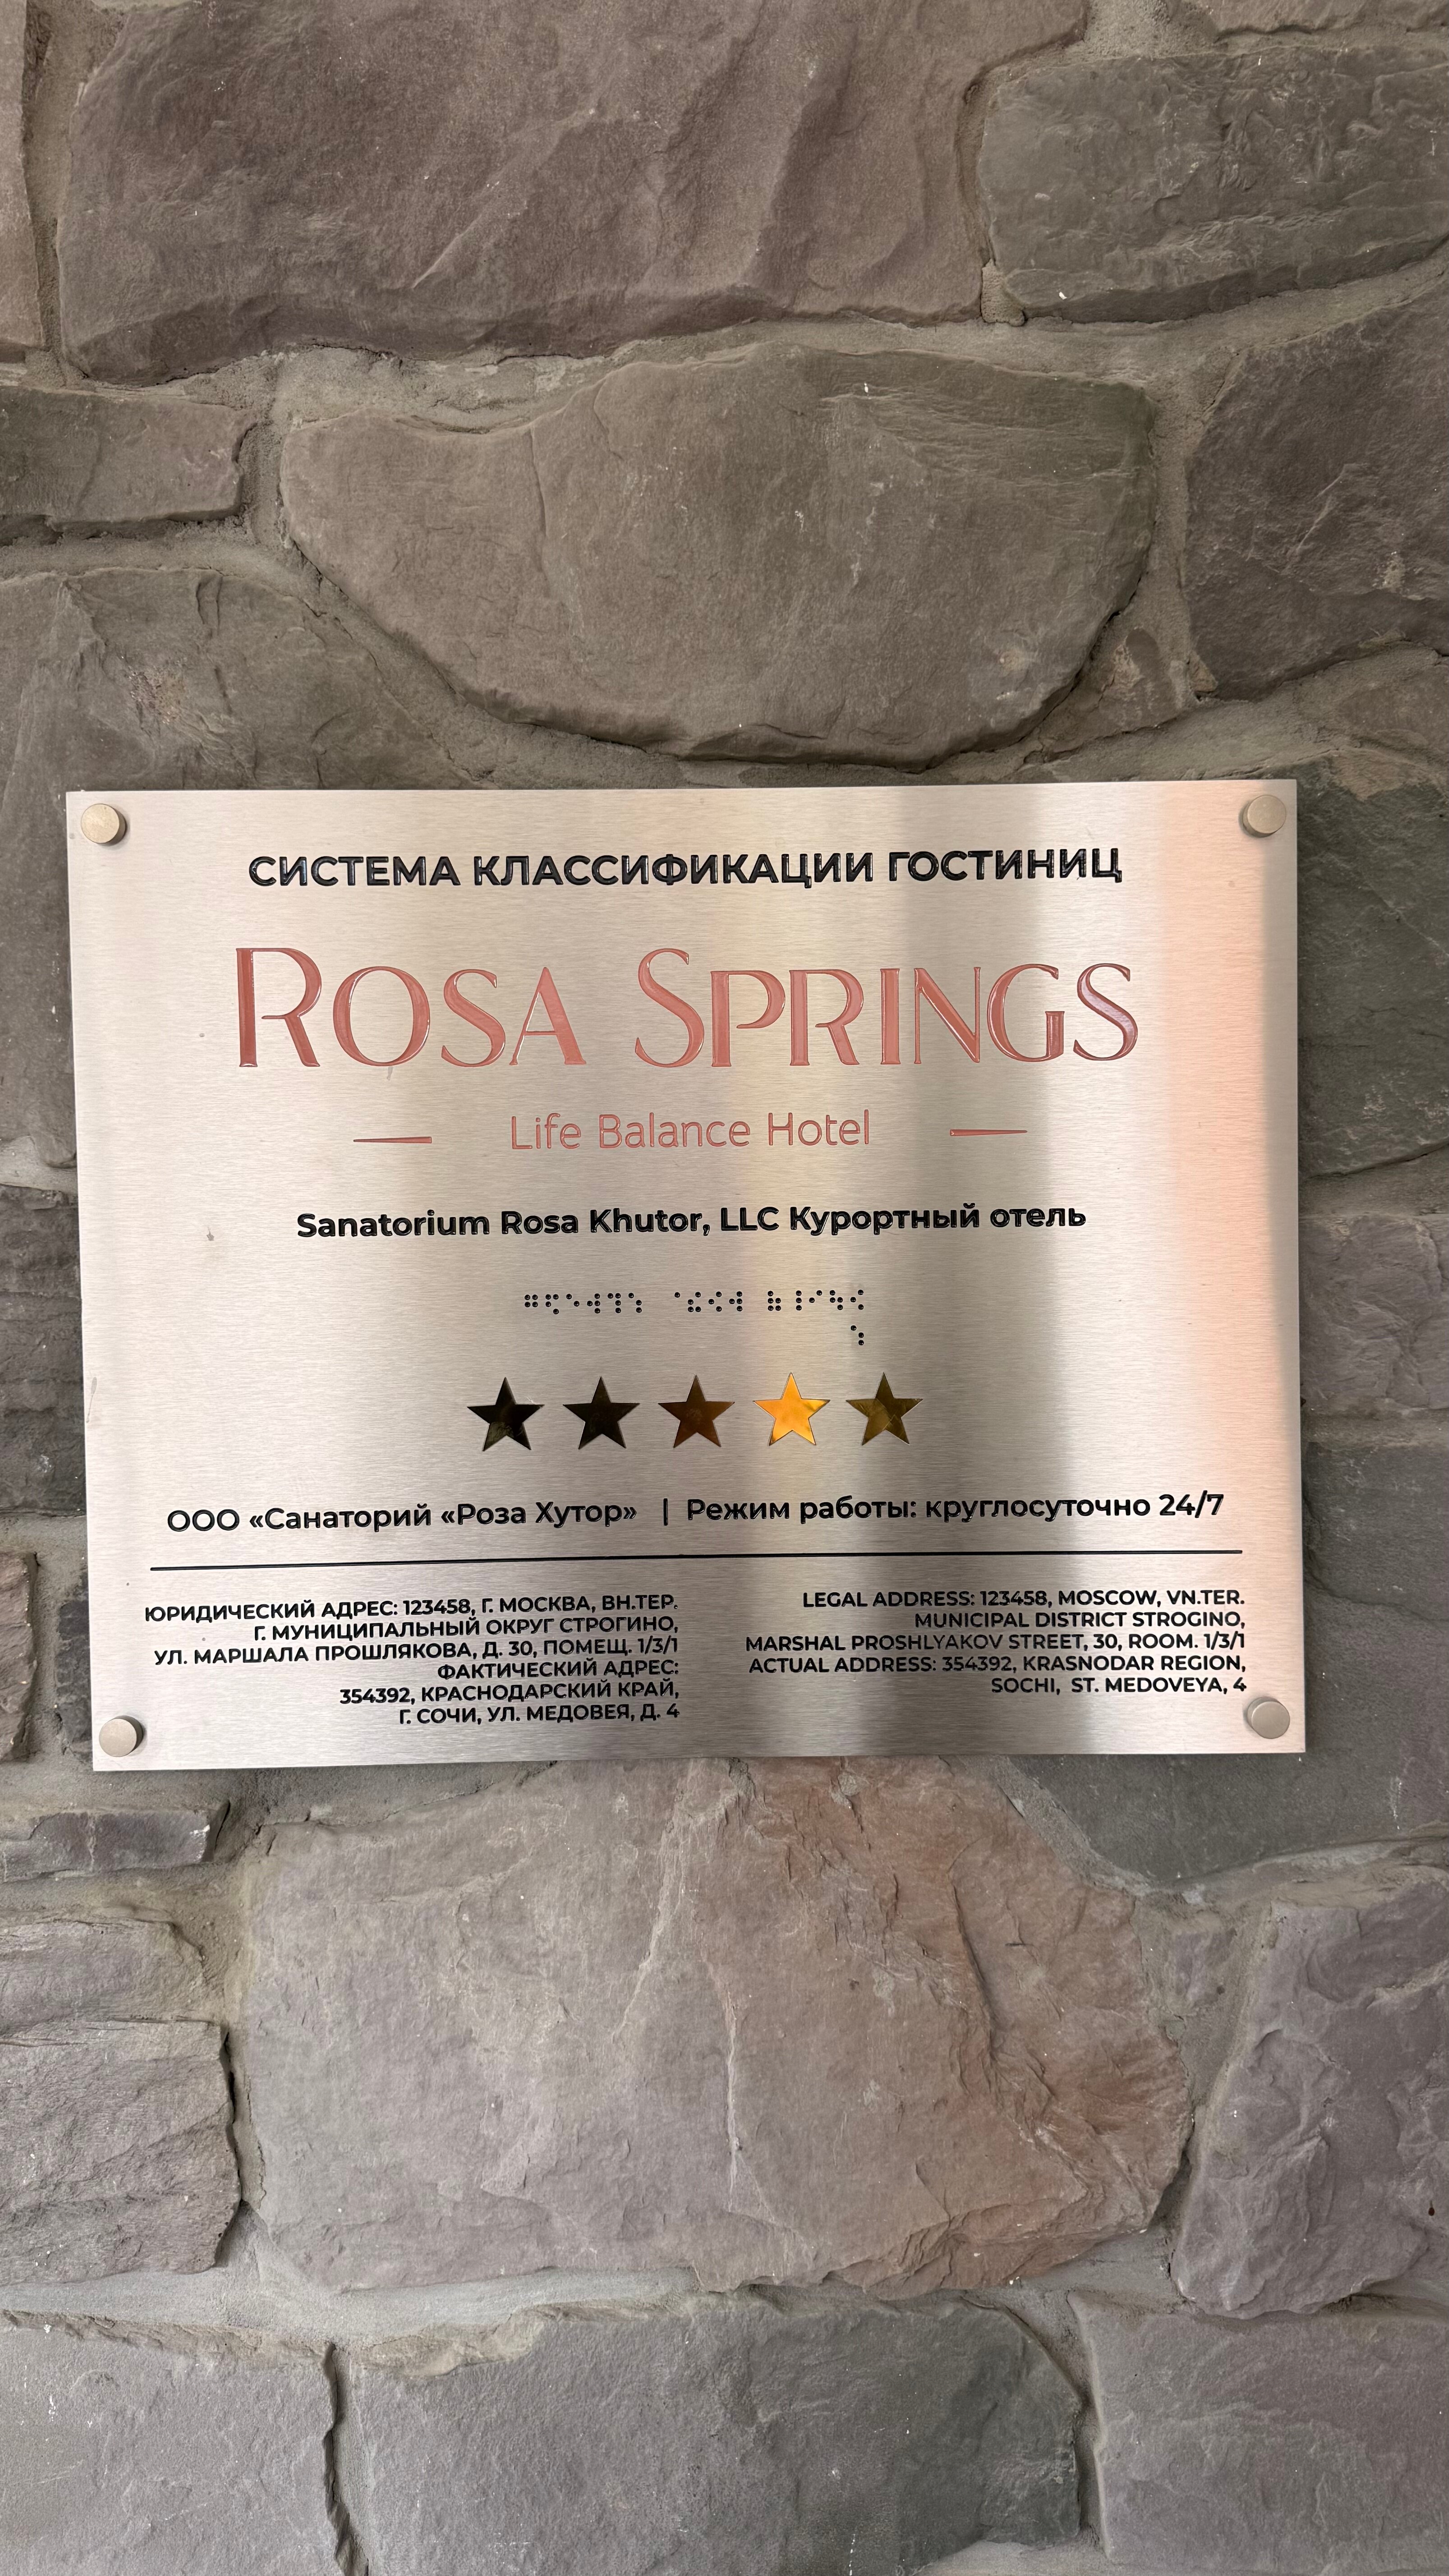 СИСТЕМА КЛАССИФИКАЦИИ ГОСТИНИЦ
ROSA SPRINGS
Life Balance Hotel
Sanatorium Rosa Khutor, LLC Курортный отель
ООО «Санаторий «Роза Хутор» | Режим работы: круглосуточно 24/7
ЮРИДИЧЕСКИЙ АДРЕС: 123458, Г. МОСКВА, ВН.ТЕР.
Г. МУНИЦИПАЛЬНЫЙ ОКРУГ СТРОГИНО,
УЛ. МАРШАЛА ПРОШЛЯКОВА, Д. 30, ПОМЕЩ. 1/3/1
ФАКТИЧЕСКИЙ АДРЕС:
354392, КРАСНОДАРСКИЙ КРАЙ,
Г. СОЧИ, УЛ. МЕДОВЕЯ, Д. 4
LEGAL ADDRESS: 123458, MOSCOW, VN.TER.
MUNICIPAL DISTRICT STROGINO,
MARSHAL PROSHLYAKOV STREET, 30, ROOM. 1/3/1
ACTUAL ADDRESS: 354392, KRASNODAR REGION,
SOCHI, ST. MEDOVEYA, 4